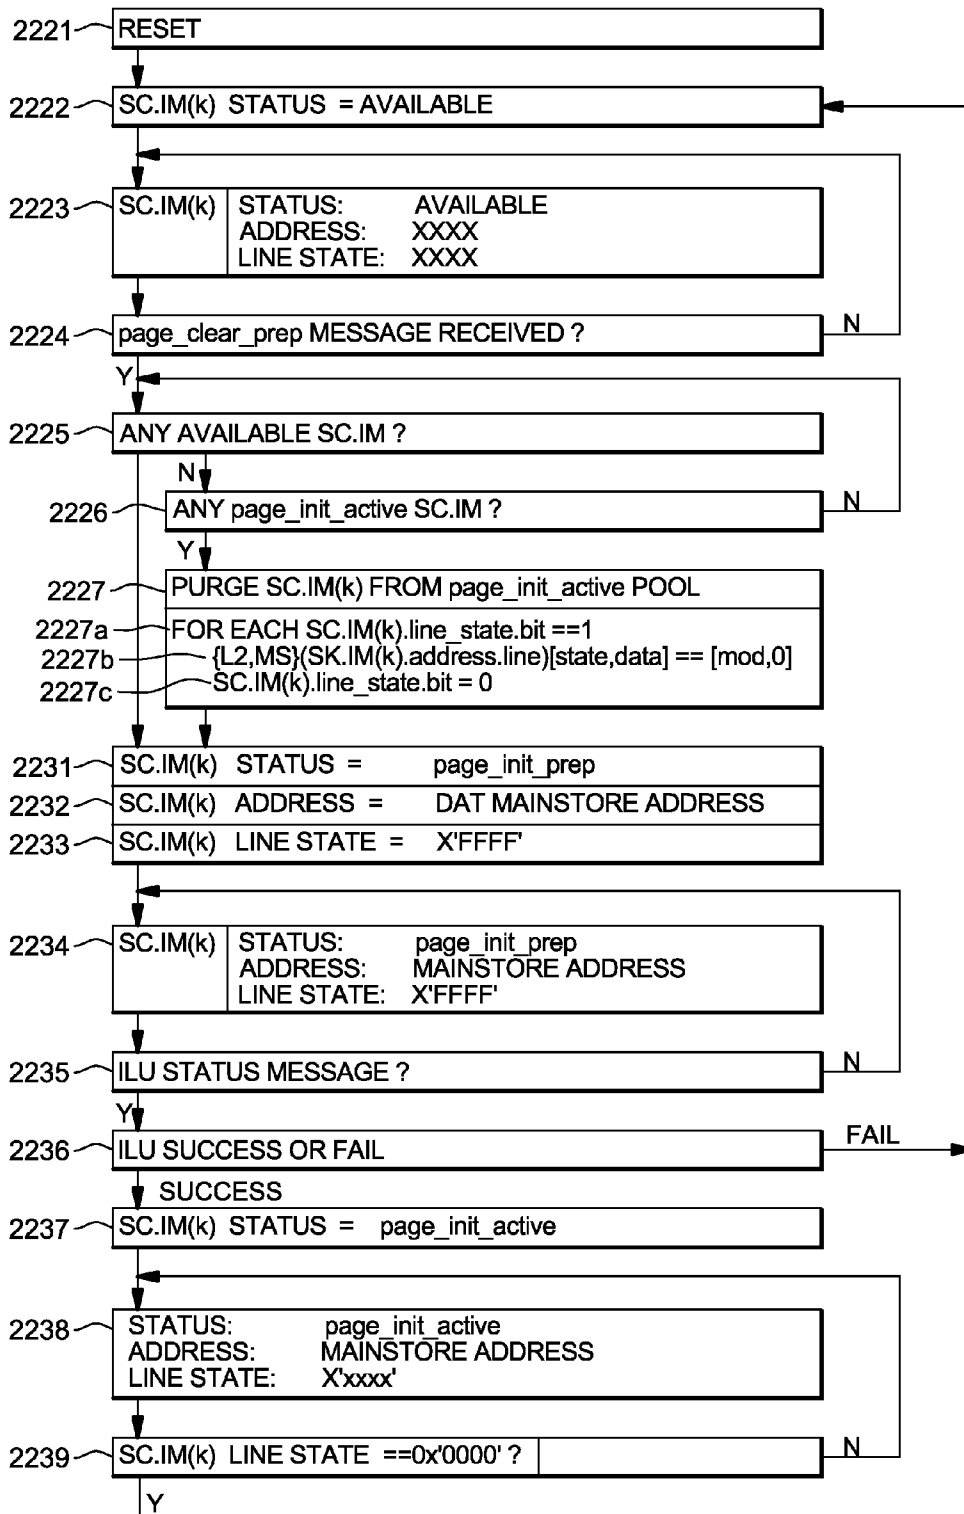 2221 RESET
2222 SC.IM(k) STATUS = AVAILABLE
2223 SC.IM(k) STATUS: AVAILABLE
ADDRESS: XXXX
LINE STATE: XXXX
2224 page_clear_prep MESSAGE RECEIVED ? N
Y
2225 ANY AVAILABLE SC.IM ?
N
2226 ANY page_init_active SC.IM ? N
Y
2227 PURGE SC.IM(k) FROM page_init_active POOL
2227a FOR EACH SC.IM(k).line_state.bit ==1
2227b {L2,MS}(SK.IM(k).address.line)[state,data] == [mod,0]
2227c SC.IM(k).line_state.bit = 0
2231 SC.IM(k) STATUS = page_init_prep
2232 SC.IM(k) ADDRESS = DAT MAINSTORE ADDRESS
2233 SC.IM(k) LINE STATE = X'FFFF'
2234 SC.IM(k) STATUS: page_init_prep
ADDRESS: MAINSTORE ADDRESS
LINE STATE: X'FFFF'
2235 ILU STATUS MESSAGE ? N
Y
2236 ILU SUCCESS OR FAIL FAIL
SUCCESS
2237 SC.IM(k) STATUS = page_init_active
2238 STATUS: page_init_active
ADDRESS: MAINSTORE ADDRESS
LINE STATE: X'xxxx'
2239 SC.IM(k) LINE STATE ==0x'0000' ? N
Y